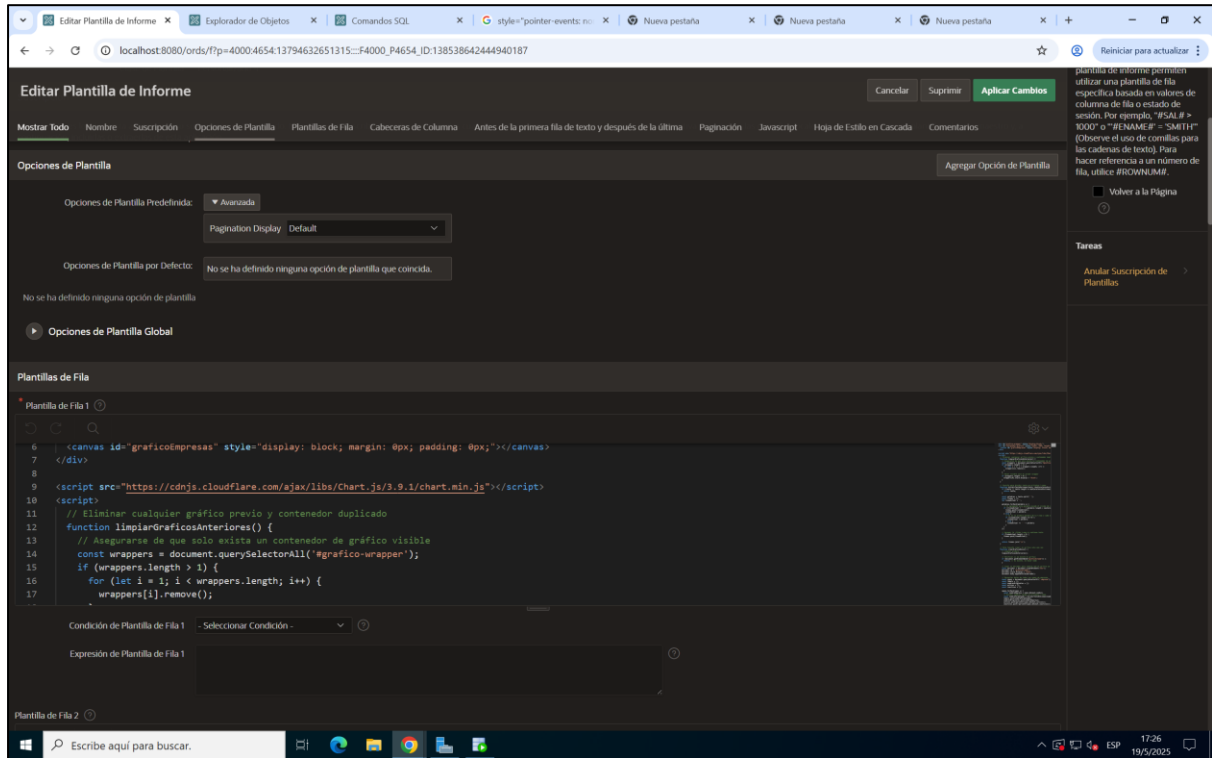 Editar Plantilla de Informe
Explorador de Objetos
Comandos SQL
style="pointer-events: no
Nueva pestaña
Nueva pestaña
Nueva pestaña
localhost:8080/ords/f?p=4000:4654:13794632651315::::F4000_P4654_ID:138538642444940187
Reiniciar para actualizar
Editar Plantilla de Informe
Cancelar
Suprimir
Aplicar Cambios
Mostrar Todo
Nombre
Suscripción
Opciones de Plantilla
Plantillas de Fila
Antes de la primera fila de texto y después de la última
Paginación
Javascript
Hoja de Estilo en Cascada
Comentarios
plantilla de informe permiten
utilizar una plantilla de fila
específica basada en valores de
columna de fila o estado de
sesión. Por ejemplo, "#SAL# >
1000" o "'#ENAME#' = 'SMITH'"
(Observe el uso de comillas para
las cadenas de texto). Para
hacer referencia a un número de
fila, utilice #ROWNUM#.
Volver a la Página
Tareas
Anular Suscripción de
Plantillas
Opciones de Plantilla
Agregar Opción de Plantilla
Opciones de Plantilla Predefinida:
Avanzada
Pagination Display Default
Opciones de Plantilla por Defecto:
No se ha definido ninguna opción de plantilla que coincida.
No se ha definido ninguna opción de plantilla
Opciones de Plantilla Global
Plantillas de Fila
* Plantilla de Fila 1
6 <canvas id="graficoEmpresas" style="display: block; margin: 0px; padding: 0px;"></canvas>
7 </div>
8
9 <script src="https://cdnjs.cloudflare.com/ajax/libs/Chart.js/3.9.1/chart.min.js"></script>
10 <script>
11 // Eliminar cualquier gráfico previo y contenedor duplicado
12 function limpiarGraficosAnteriores() {
13 // Asegurarse de que solo exista un contenedor de gráfico visible
14 const wrappers = document.querySelectorAll('#grafico-wrapper');
15 if (wrappers.length > 1) {
16 for (let i = 1; i < wrappers.length; i++) {
17 wrappers[i].remove();
Condición de Plantilla de Fila 1
- Seleccionar Condición -
Expresión de Plantilla de Fila 1
Plantilla de Fila 2
Escribe aquí para buscar.
ESP
17:26
19/5/2025